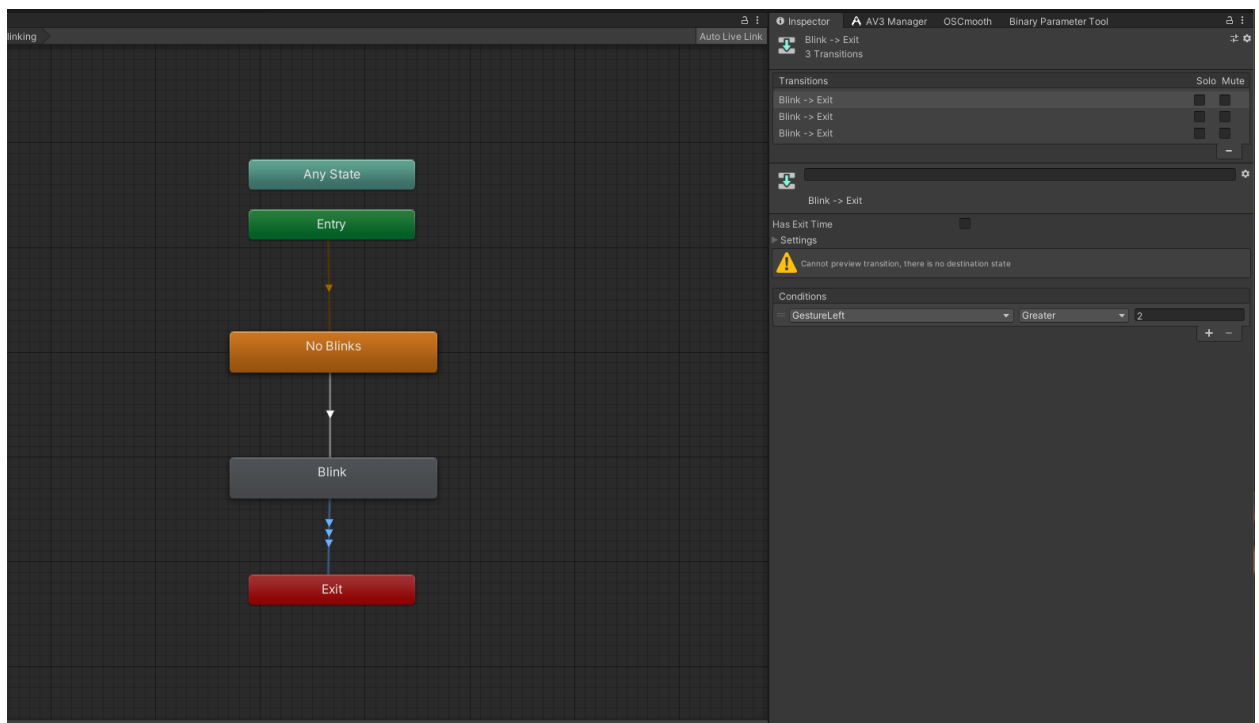 linking
Auto Live Link
Any State
Entry
No Blinks
Blink
Exit
Inspector AV3 Manager OSCmooth Binary Parameter Tool
Blink -> Exit
3 Transitions
Transitions Solo Mute
Blink -> Exit
Blink -> Exit
Blink -> Exit
Blink -> Exit
Has Exit Time
Settings
Cannot preview transition, there is no destination state
Conditions
GestureLeft Greater 2